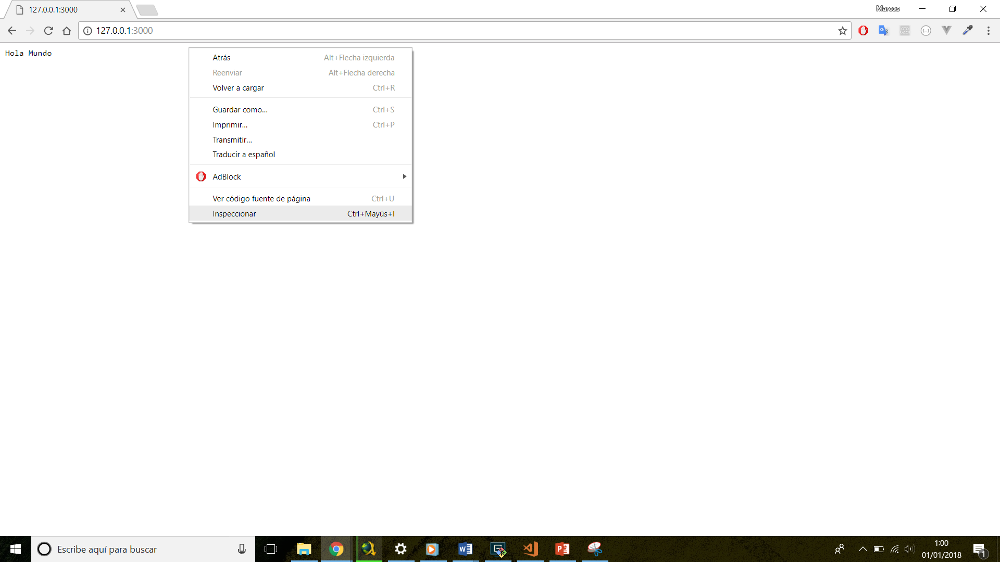 127.0.0.1:3000
Marcos
127.0.0.1:3000
Hola Mundo
Atrás Alt+Flecha izquierda
Reenviar Alt+Flecha derecha
Volver a cargar Ctrl+R
Guardar como... Ctrl+S
Imprimir... Ctrl+P
Transmitir...
Traducir a español
AdBlock
Ver código fuente de página Ctrl+U
Inspeccionar Ctrl+Mayús+I
Escribe aquí para buscar
1:00
01/01/2018
1